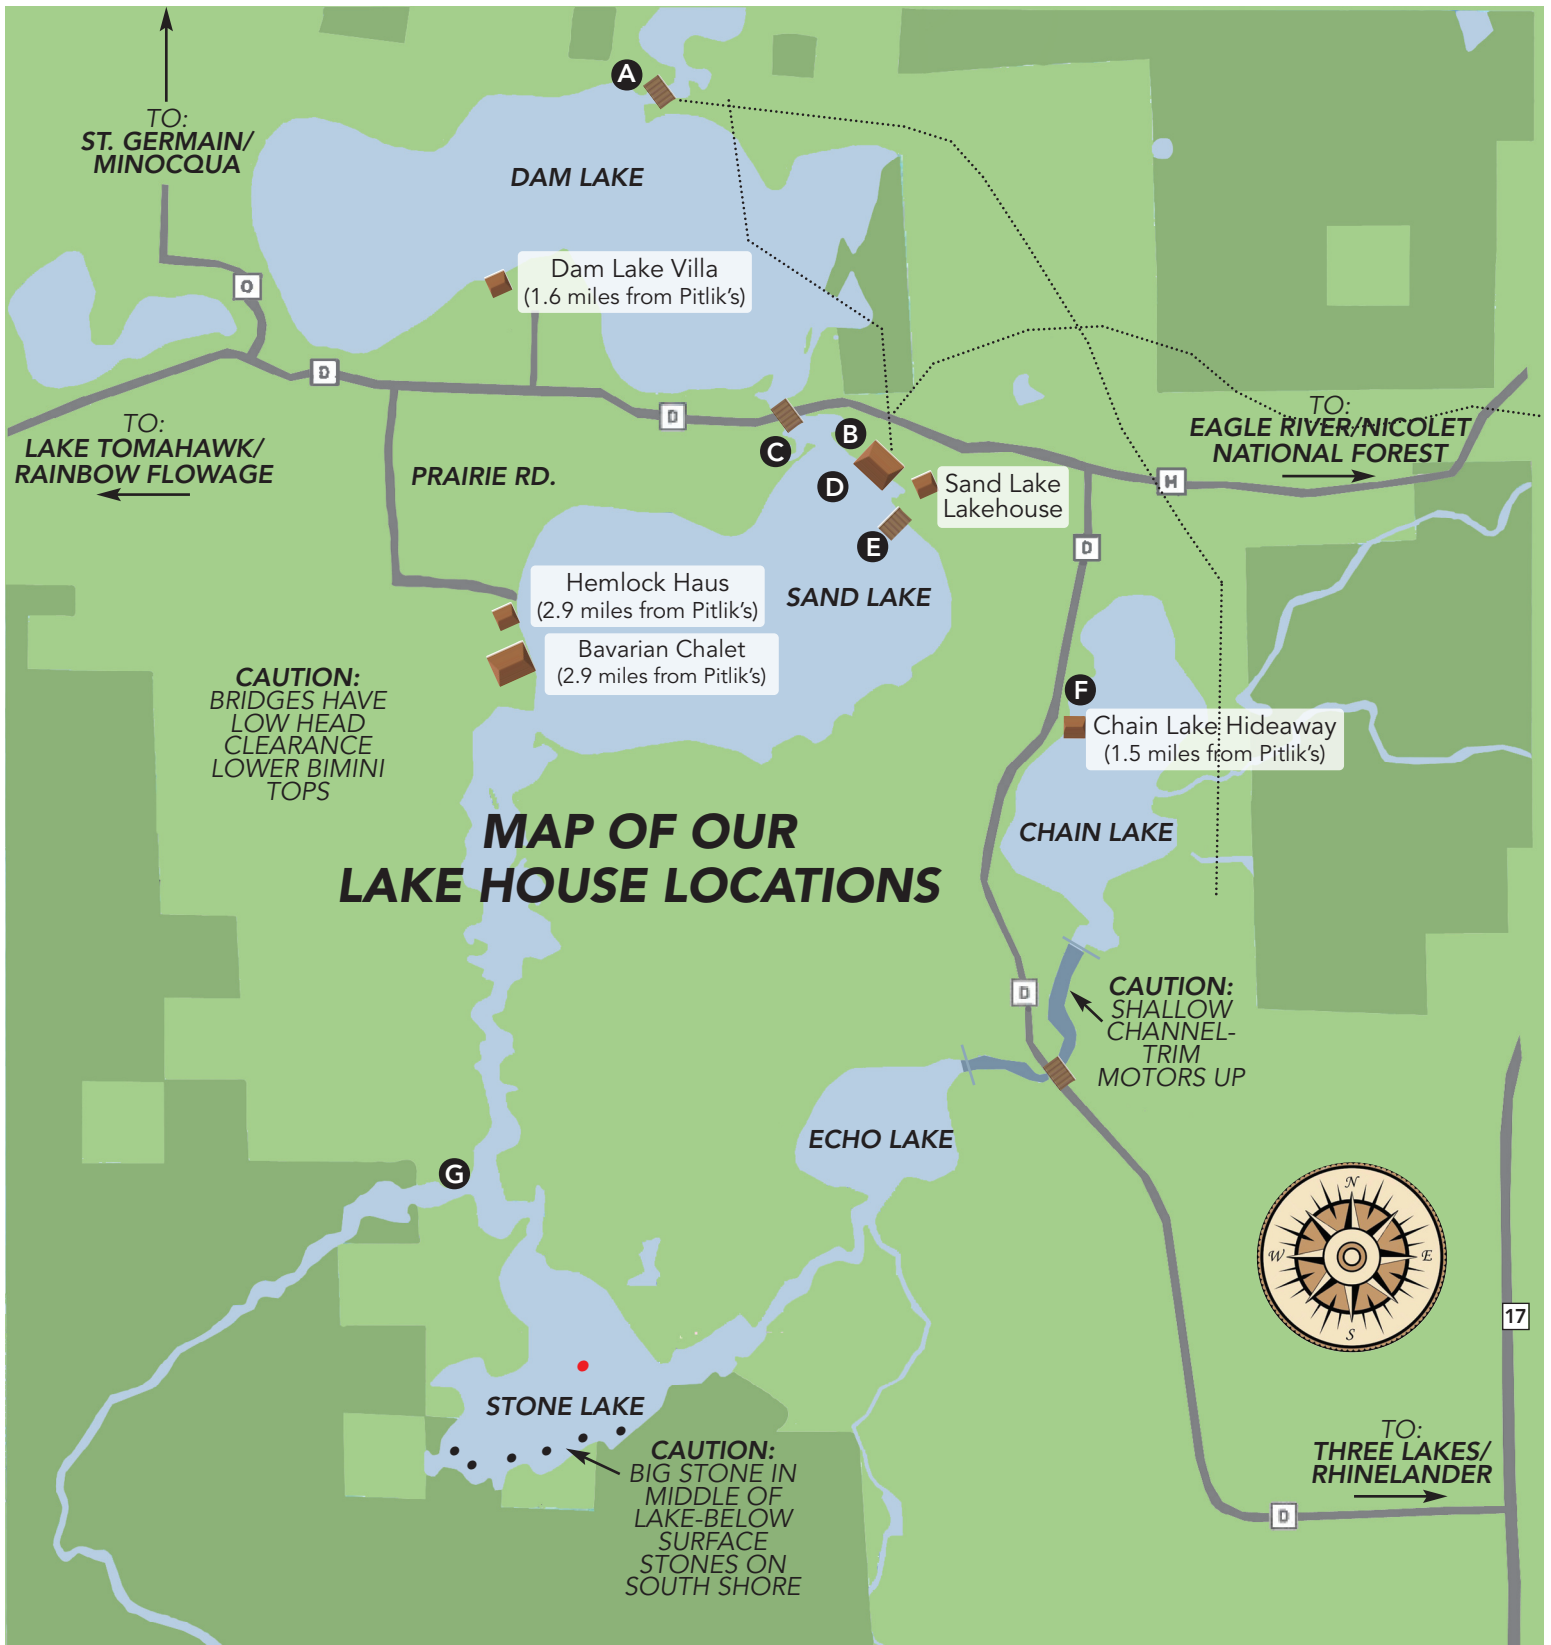 A
TO:
ST. GERMAIN/
MINOCQUA
DAM LAKE
Dam Lake Villa
(1.6 miles from Pitlik's)
O
D
D
TO:
LAKE TOMAHAWK/
RAINBOW FLOWAGE
PRAIRIE RD.
B
C
D
E
TO:
EAGLE RIVER/NICOLET
NATIONAL FOREST
H
Sand Lake
Lakehouse
D
SAND LAKE
Hemlock Haus
(2.9 miles from Pitlik's)
Bavarian Chalet
(2.9 miles from Pitlik's)
CAUTION:
BRIDGES HAVE
LOW HEAD
CLEARANCE
LOWER BIMINI
TOPS
F
Chain Lake Hideaway
(1.5 miles from Pitlik's)
MAP OF OUR
LAKE HOUSE LOCATIONS
CHAIN LAKE
D
CAUTION:
SHALLOW
CHANNEL-
TRIM
MOTORS UP
ECHO LAKE
G
N
W
E
S
17
STONE LAKE
CAUTION:
BIG STONE IN
MIDDLE OF
LAKE-BELOW
SURFACE
STONES ON
SOUTH SHORE
TO:
THREE LAKES/
RHINELANDER
D